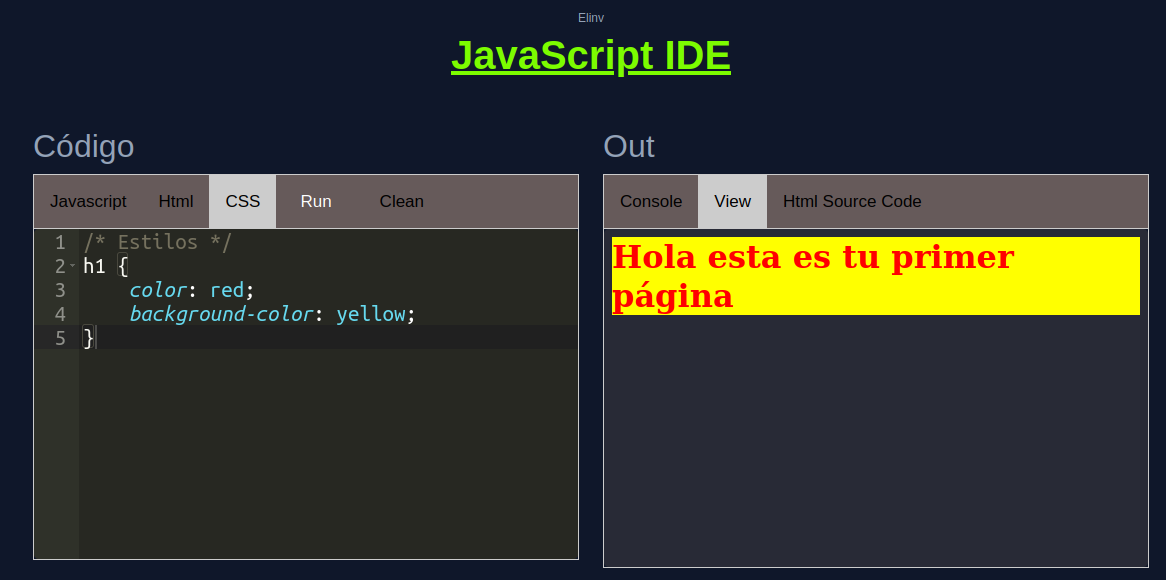 Elinv
JavaScript IDE
Código
Javascript Html CSS Run Clean
1 /* Estilos */
2 h1 {
3 color: red;
4 background-color: yellow;
5 }
Out
Console View Html Source Code
Hola esta es tu primer
página